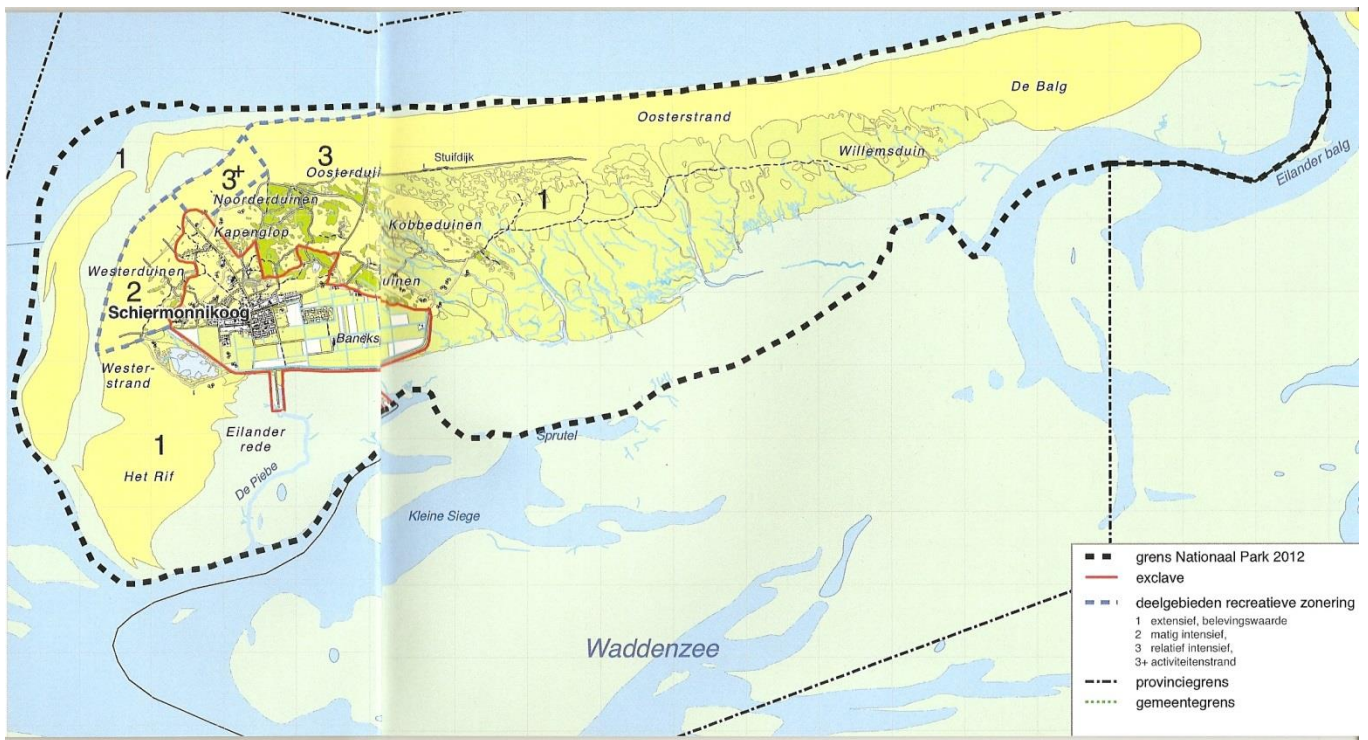 De Balg
Oosterstrand
1
3
Stuifdijk
Willemsduin
Oosterdui
Eilander balg
3+
1
Noorderduinen
Kobbeduinen
Kapenglop
Westerduinen
uinen
2
Schiermonnikoog
Baneks
Wester-
strand
1
Eilander
rede
Sprutel
Het Rif
De Piebe
Kleine Siege
Waddenzee
grens Nationaal Park 2012
exclave
deelgebieden recreatieve zonering
1 extensief, belevingswaarde
2 matig intensief,
3 relatief intensief,
3+ activiteitenstrand
provinciegrens
gemeentegrens